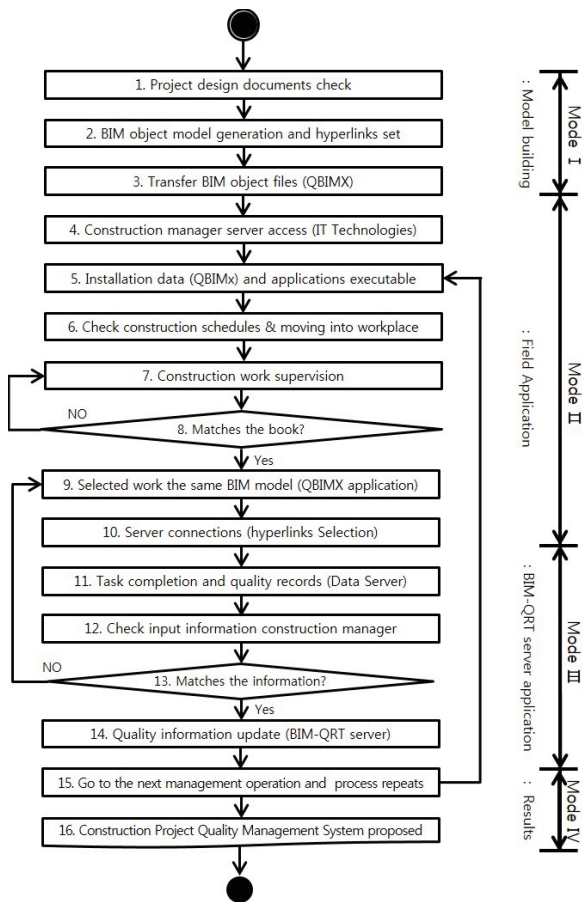 1. Project design documents check
2. BIM object model generation and hyperlinks set
3. Transfer BIM object files (QBIMX)
4. Construction manager server access (IT Technologies)
5. Installation data (QBIMx) and applications executable
6. Check construction schedules & moving into workplace
7. Construction work supervision
NO
8. Matches the book?
Yes
9. Selected work the same BIM model (QBIMX application)
10. Server connections (hyperlinks Selection)
11. Task completion and quality records (Data Server)
12. Check input information construction manager
NO
13. Matches the information?
Yes
14. Quality information update (BIM-QRT server)
15. Go to the next management operation and process repeats
16. Construction Project Quality Management System proposed
Mode Ⅰ
: Model building
Mode Ⅱ
: Field Application
Mode Ⅲ
: BIM-QRT server application
Mode Ⅳ
: Results